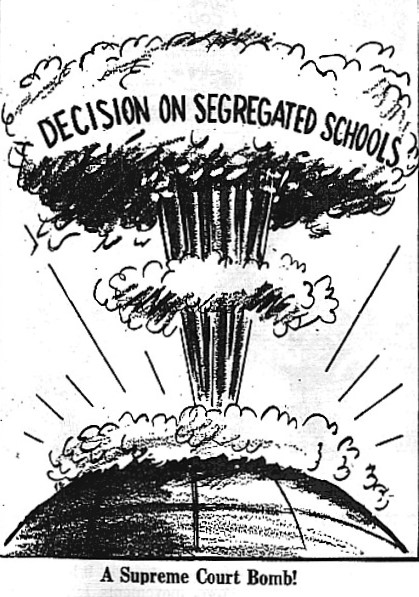 DECISION ON SEGREGATED SCHOOLS
A Supreme Court Bomb!